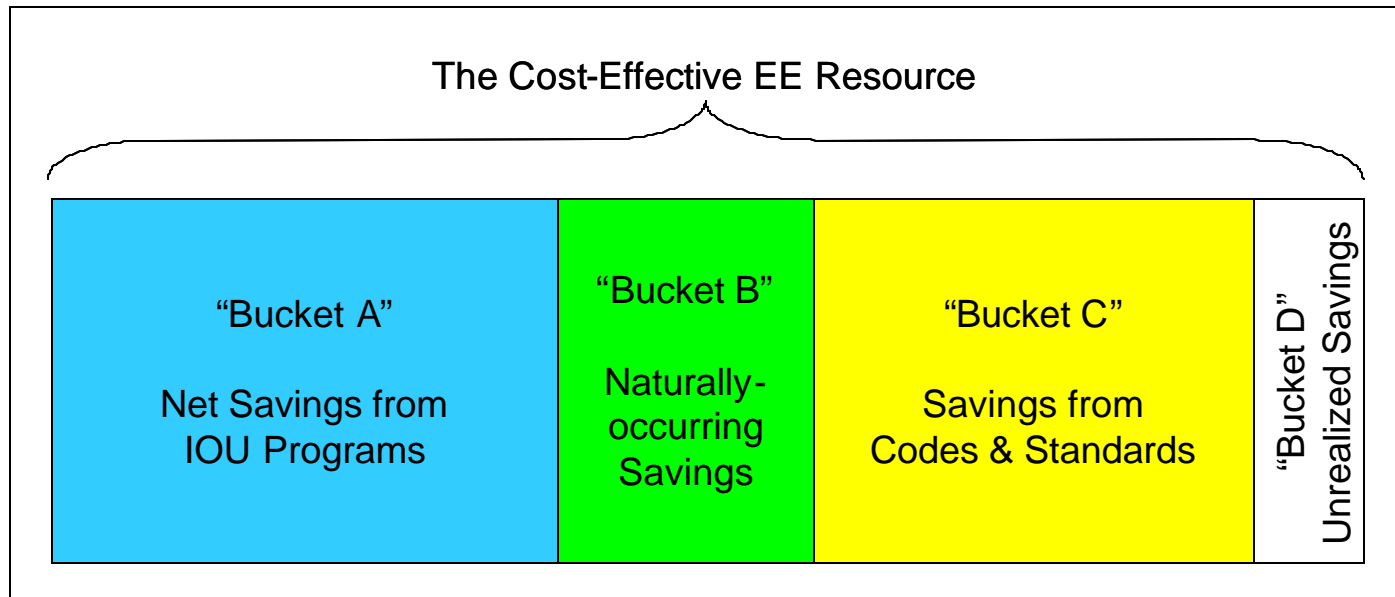 The Cost-Effective EE Resource
“Bucket A”
Net Savings from
IOU Programs
“Bucket B”
Naturally-
occurring
Savings
“Bucket C”
Savings from
Codes & Standards
“Bucket D”
Unrealized Savings